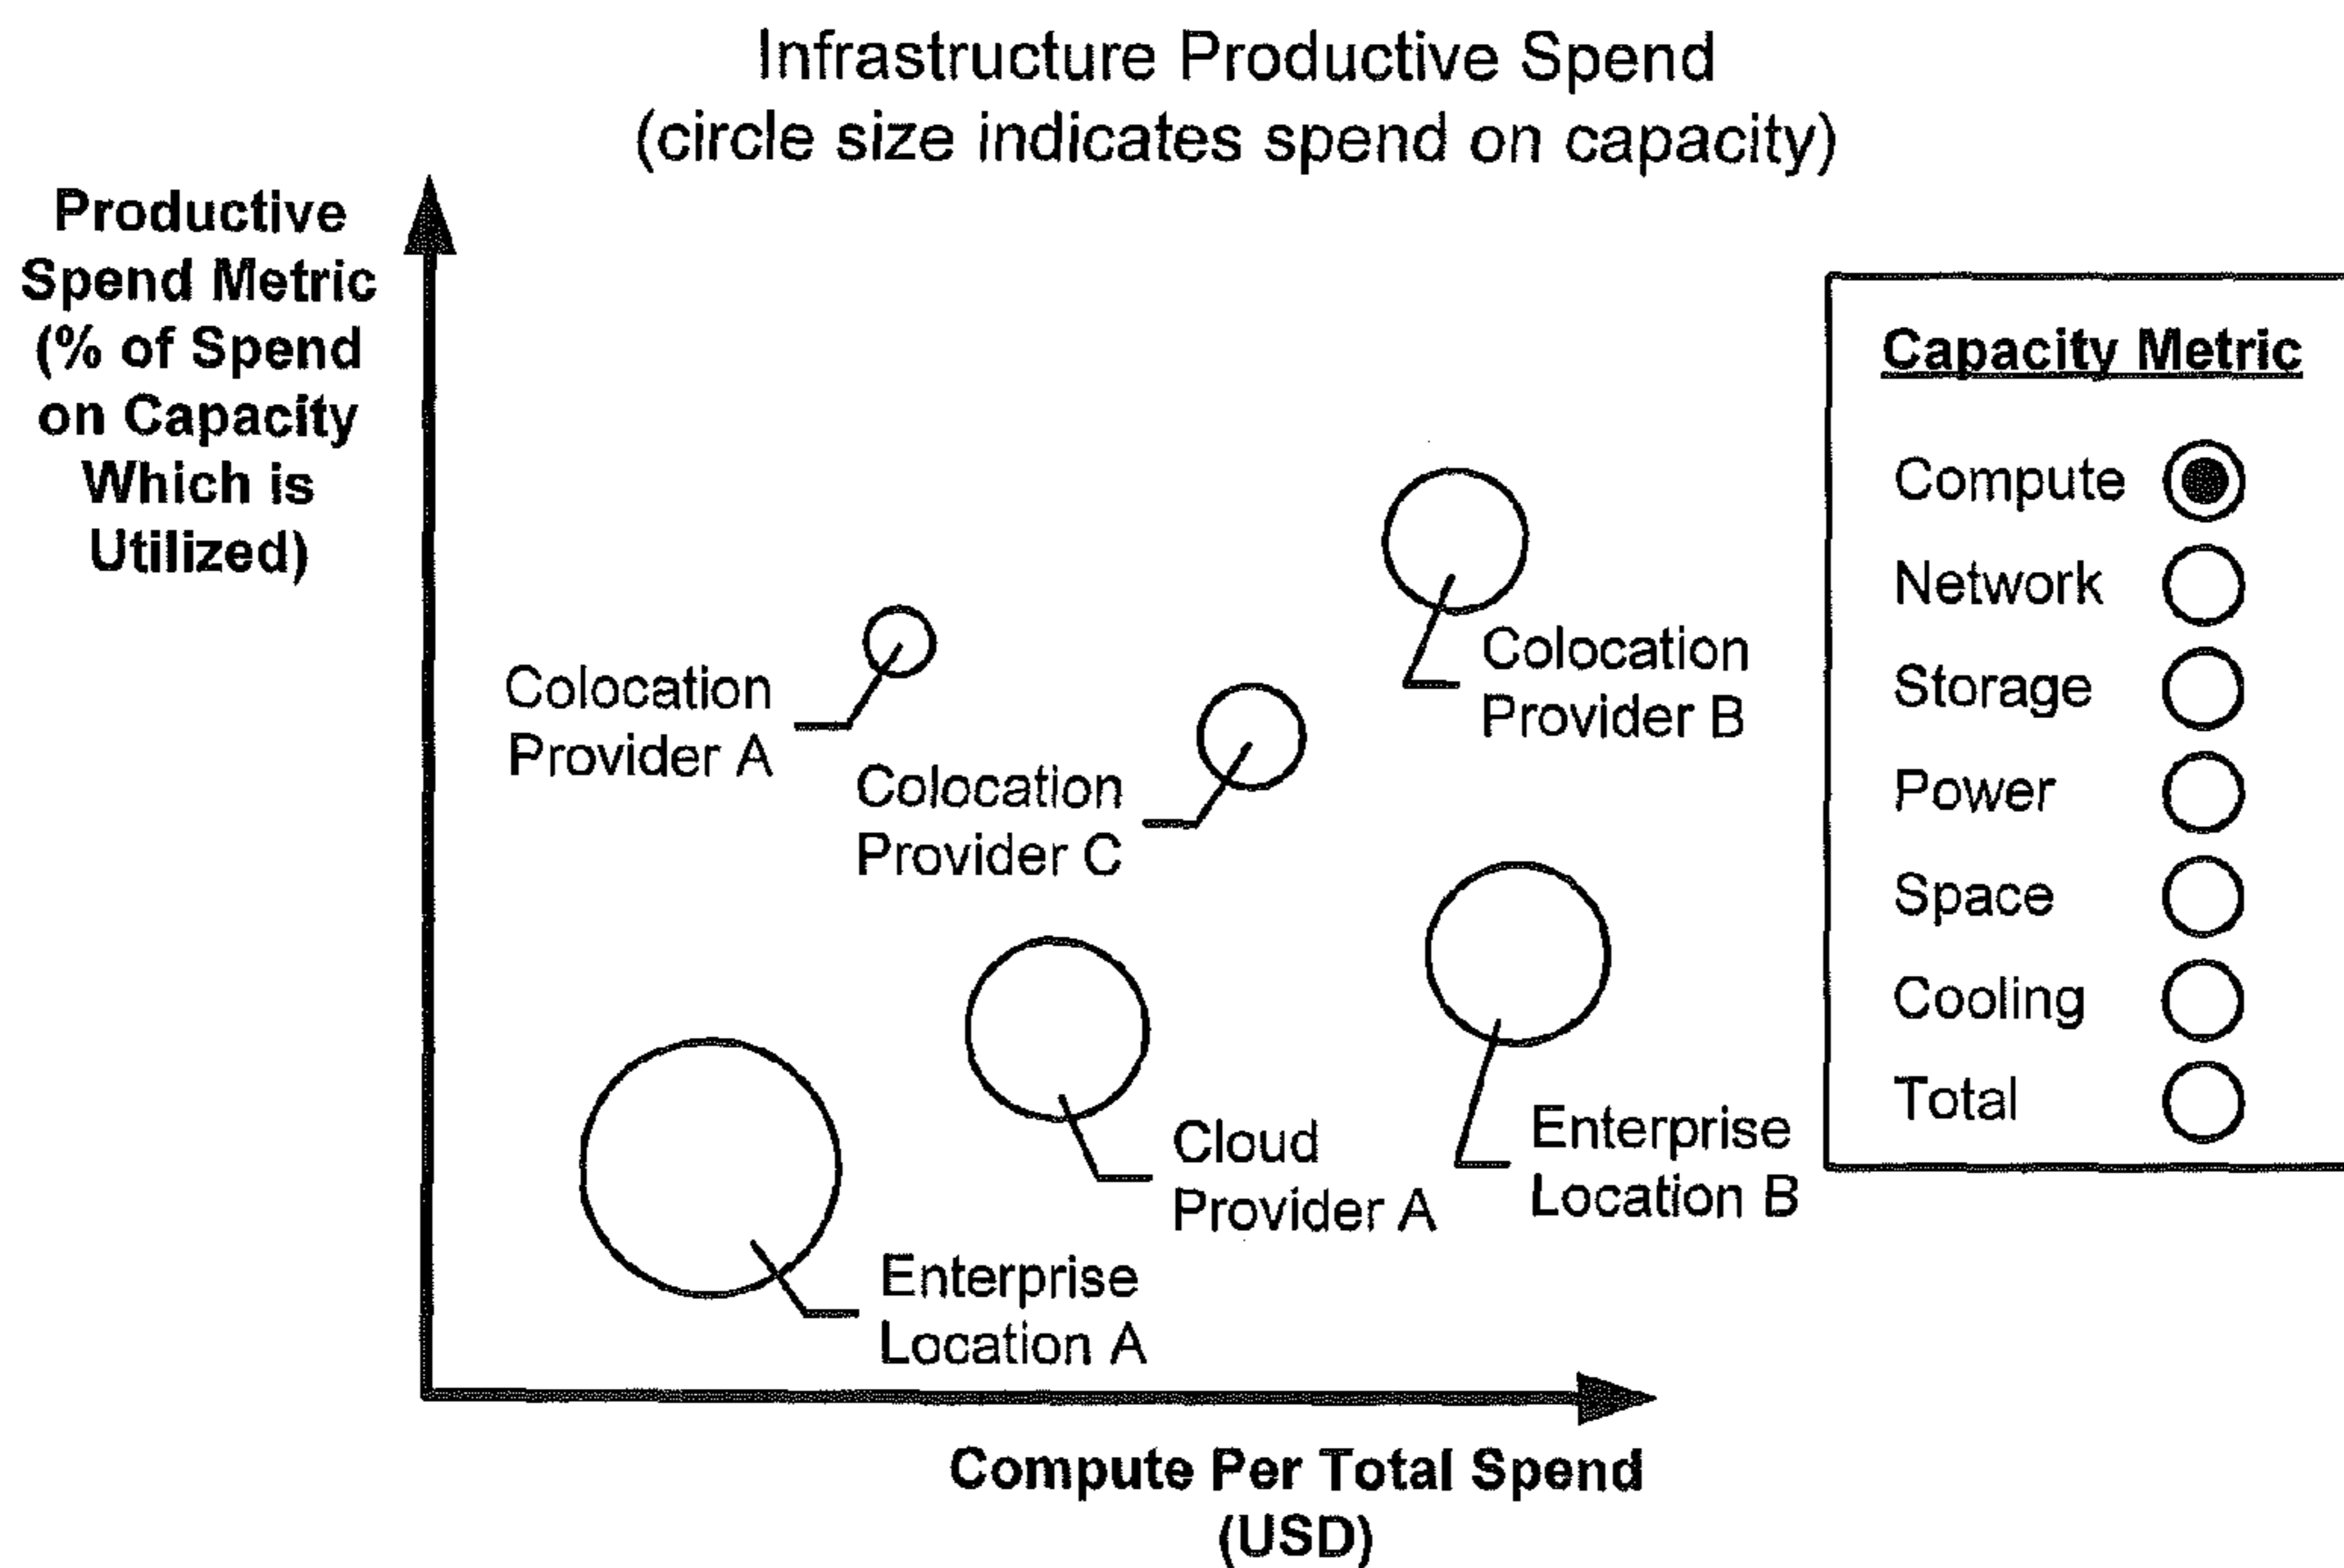 Infrastructure Productive Spend
(circle size indicates spend on capacity)
Productive
Spend Metric
(% of Spend
on Capacity
Which is
Utilized)
Colocation
Provider A
Colocation
Provider C
Colocation
Provider B
Cloud
Provider A
Enterprise
Location B
Enterprise
Location A
Compute Per Total Spend
(USD)
Capacity Metric
Compute
Network
Storage
Power
Space
Cooling
Total